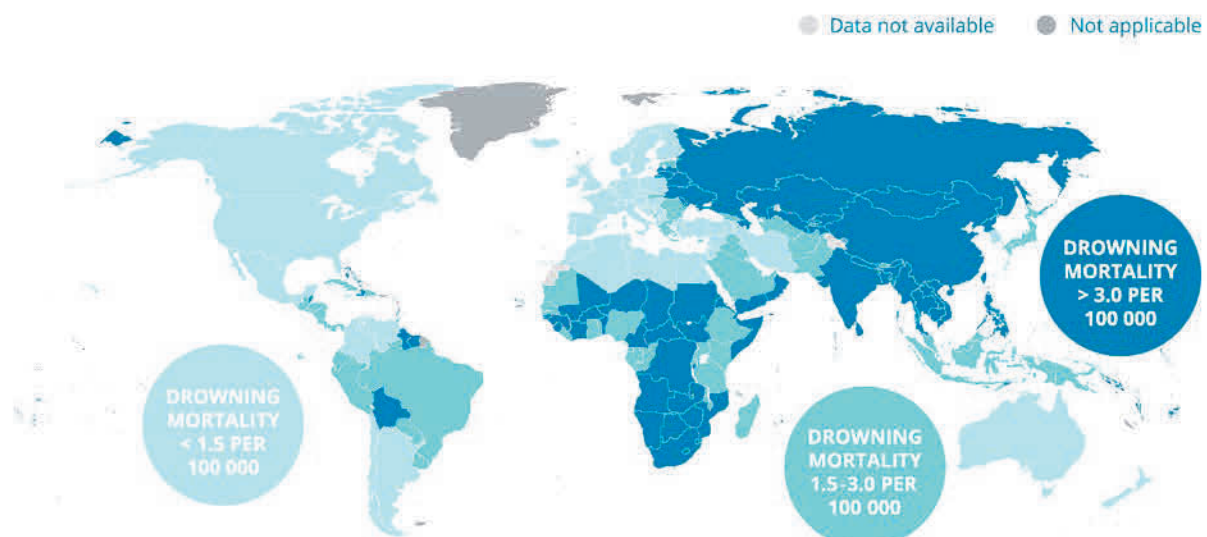 Data not available
Not applicable
DROWNING
MORTALITY
> 3.0 PER
100 000
DROWNING
MORTALITY
< 1.5 PER
100 000
DROWNING
MORTALITY
1.5-3.0 PER
100 000